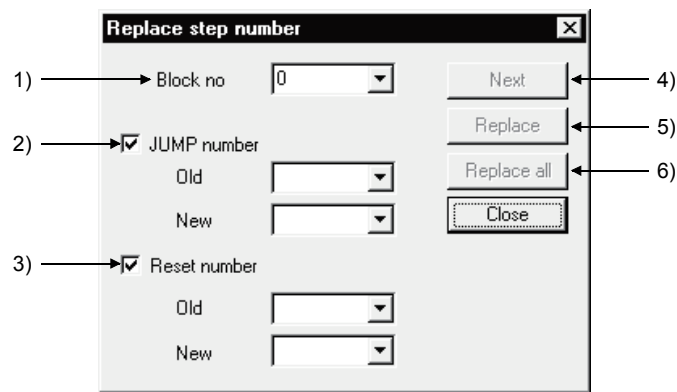 Replace step number
1) Block no 0 Next 4)
Replace 5)
2) JUMP number
Old Replace all 6)
New Close
3) Reset number
Old
New